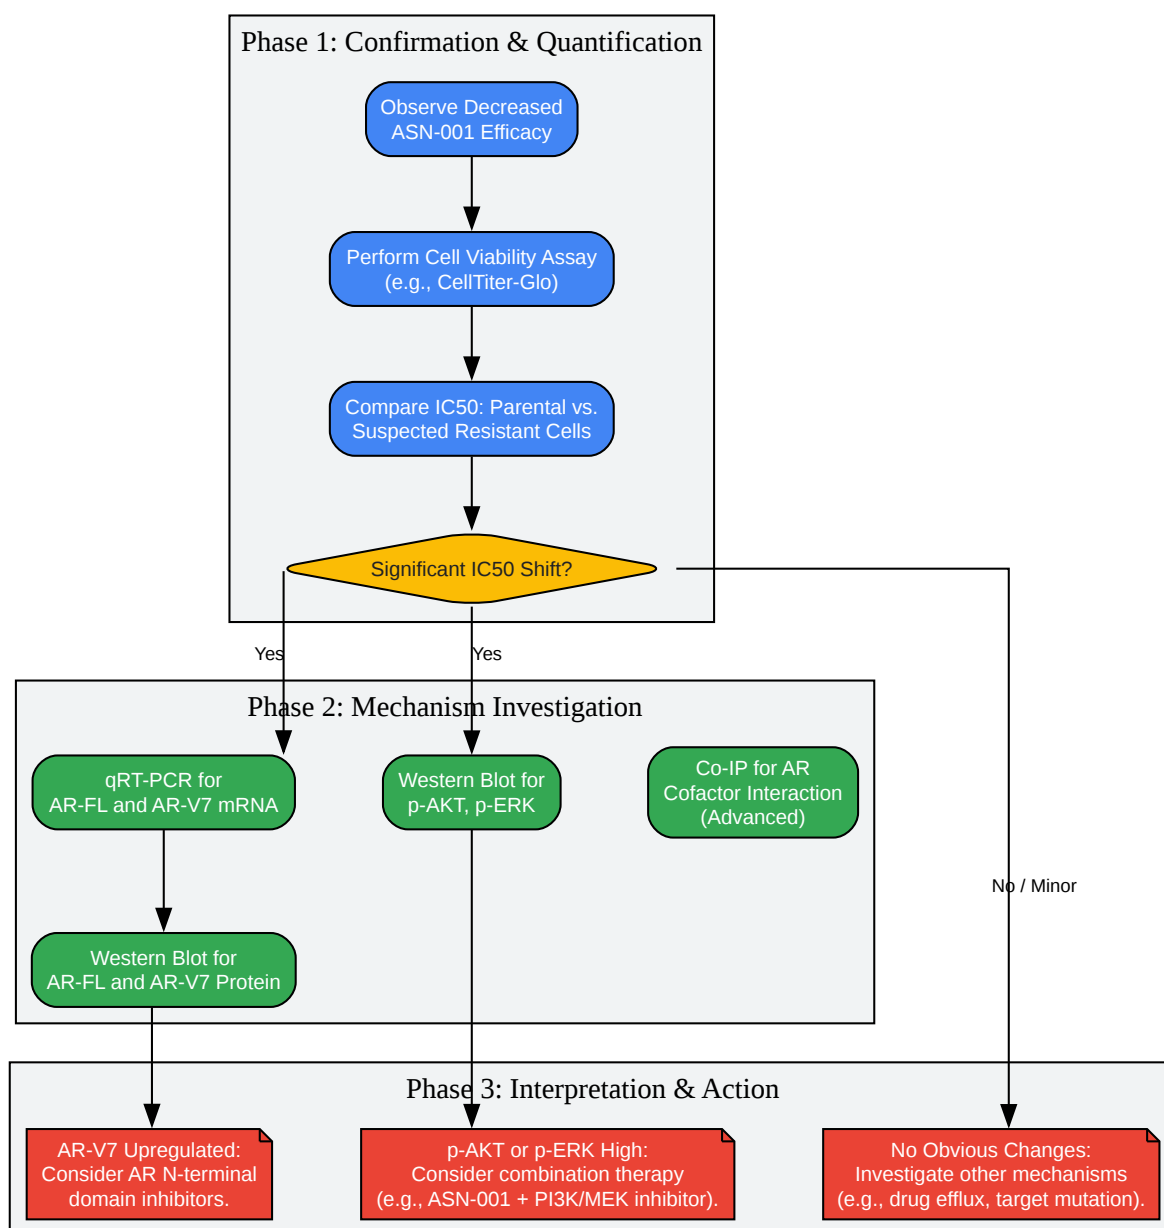 Phase 1: Confirmation & Quantification
Observe Decreased
ASN-001 Efficacy
Perform Cell Viability Assay
(e.g., CellTiter-Glo)
Compare IC50: Parental vs.
Suspected Resistant Cells
Significant IC50 Shift?
Yes
Yes
Phase 2: Mechanism Investigation
qRT-PCR for
AR-FL and AR-V7 mRNA
Western Blot for
p-AKT, p-ERK
Co-IP for AR
Cofactor Interaction
(Advanced)
No / Minor
Western Blot for
AR-FL and AR-V7 Protein
Phase 3: Interpretation & Action
AR-V7 Upregulated:
Consider AR N-terminal
domain inhibitors.
p-AKT or p-ERK High:
Consider combination therapy
(e.g., ASN-001 + PI3K/MEK inhibitor).
No Obvious Changes:
Investigate other mechanisms
(e.g., drug efflux, target mutation).